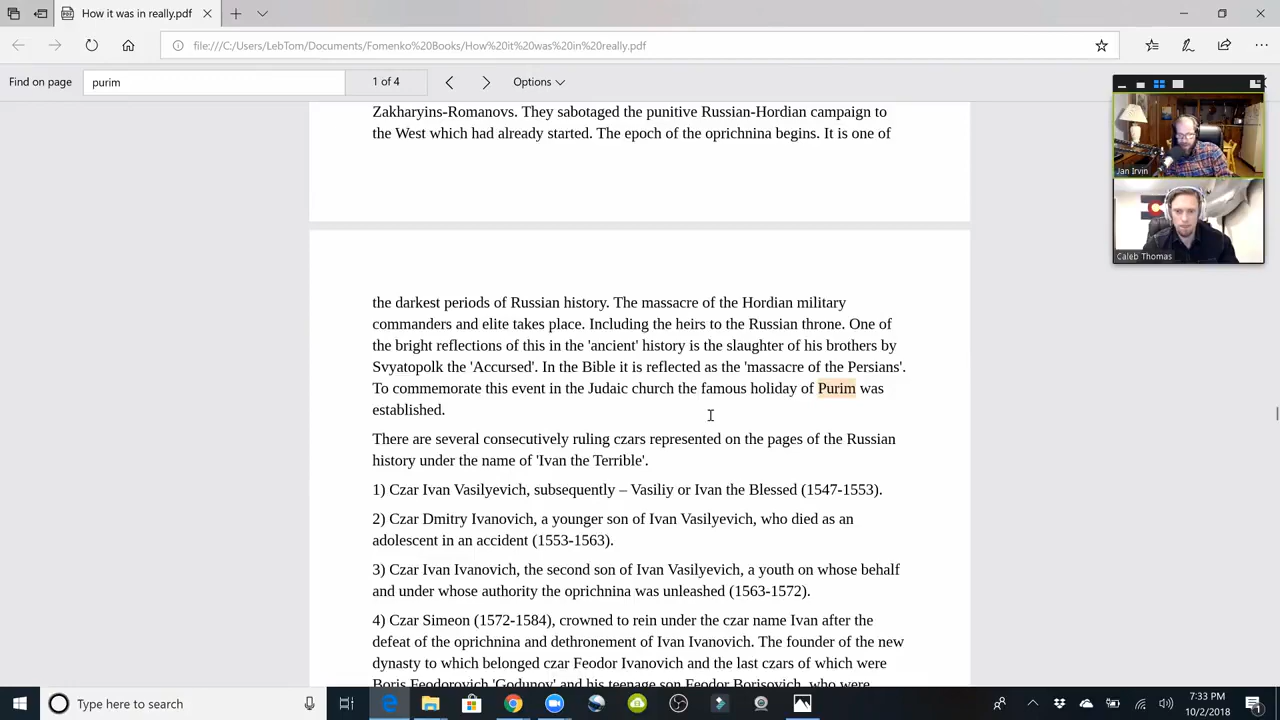 How it was in really.pdf
file:///C:/Users/LebTom/Documents/Fomenko%20Books/How%20it%20was%20in%20really.pdf
Find on page
purim
1 of 4
Options
Zakharyins-Romanovs. They sabotaged the punitive Russian-Hordian campaign to
the West which had already started. The epoch of the oprichnina begins. It is one of
Jan Irvin
Caleb Thomas
the darkest periods of Russian history. The massacre of the Hordian military
commanders and elite takes place. Including the heirs to the Russian throne. One of
the bright reflections of this in the 'ancient' history is the slaughter of his brothers by
Svyatopolk the 'Accursed'. In the Bible it is reflected as the 'massacre of the Persians'.
To commemorate this event in the Judaic church the famous holiday of Purim was
established.
There are several consecutively ruling czars represented on the pages of the Russian
history under the name of 'Ivan the Terrible'.
1) Czar Ivan Vasilyevich, subsequently – Vasiliy or Ivan the Blessed (1547-1553).
2) Czar Dmitry Ivanovich, a younger son of Ivan Vasilyevich, who died as an
adolescent in an accident (1553-1563).
3) Czar Ivan Ivanovich, the second son of Ivan Vasilyevich, a youth on whose behalf
and under whose authority the oprichnina was unleashed (1563-1572).
4) Czar Simeon (1572-1584), crowned to rein under the czar name Ivan after the
defeat of the oprichnina and dethronement of Ivan Ivanovich. The founder of the new
dynasty to which belonged czar Feodor Ivanovich and the last czars of which were
Boris Feodorovich 'Godunov' and his teenage son Feodor Borisovich, who were
Type here to search
7:33 PM
10/2/2018